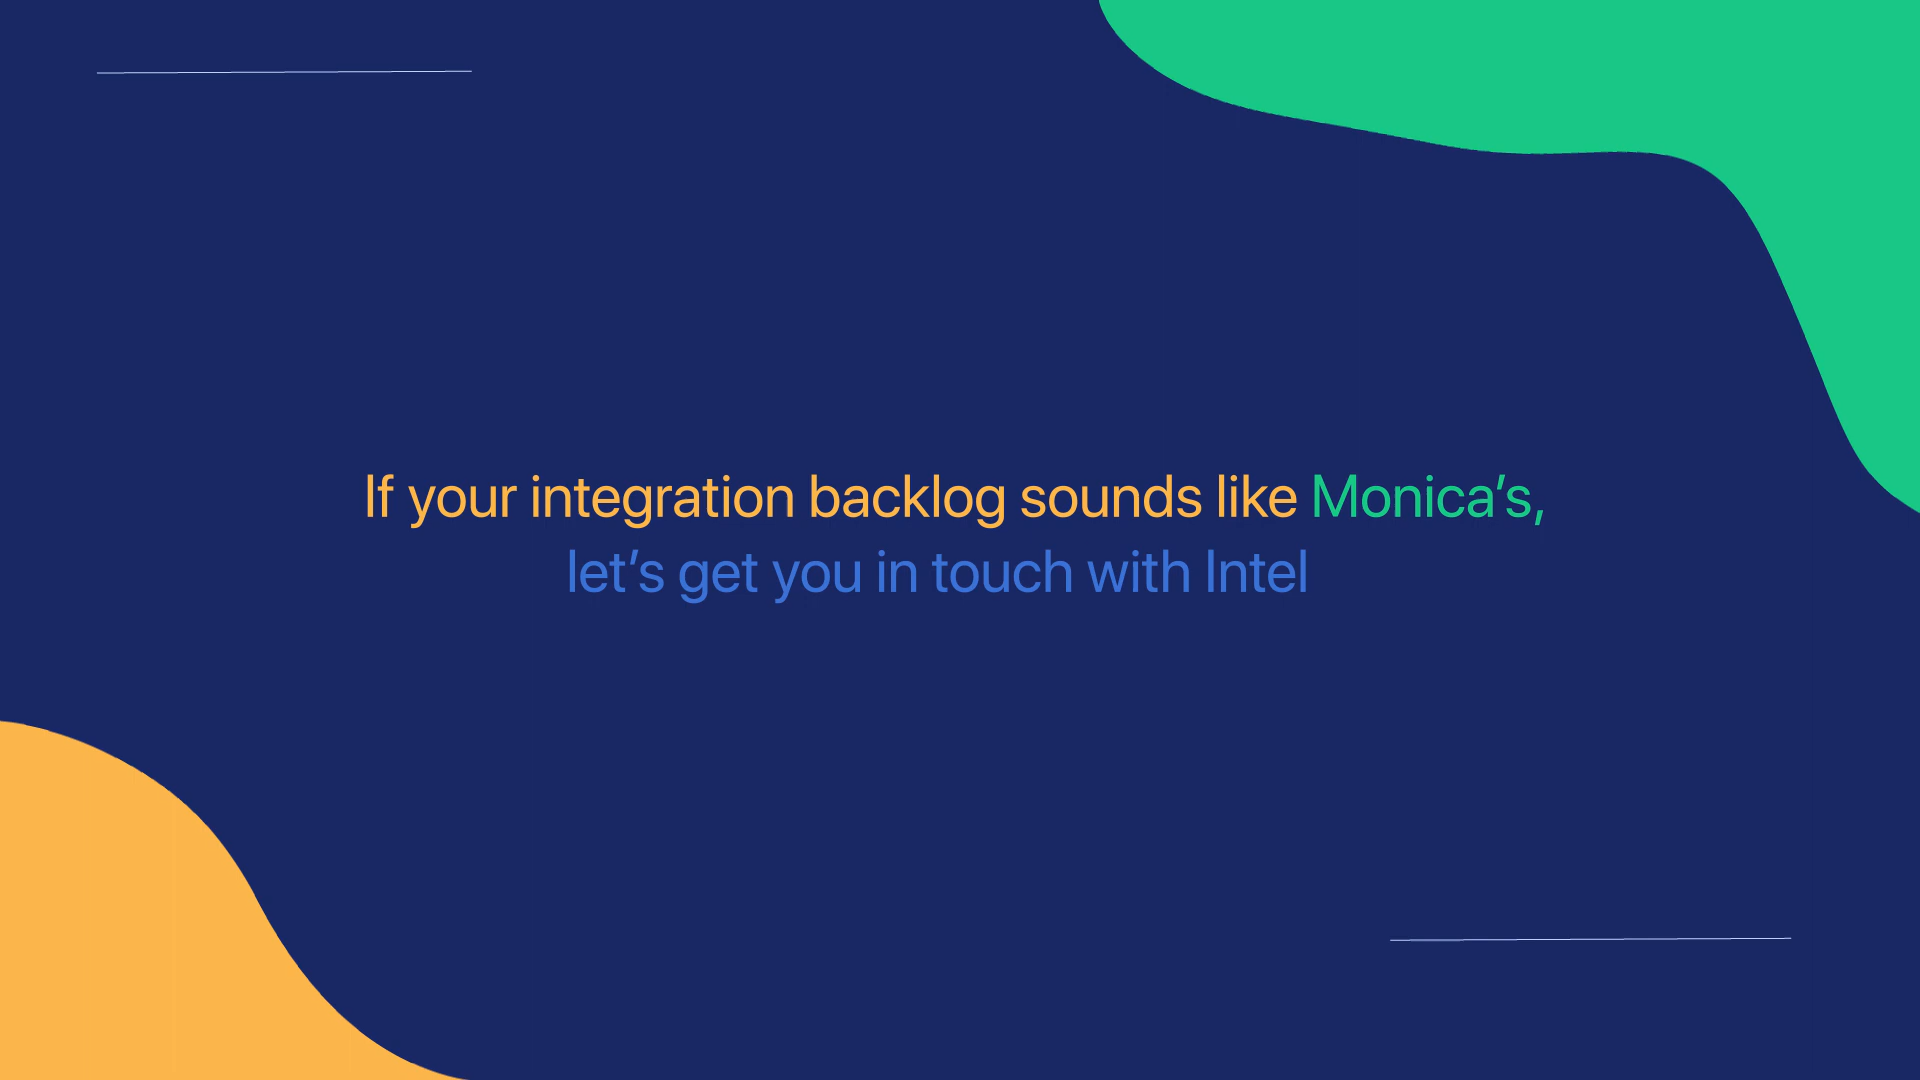 If your integration backlog sounds like Monica’s,
let’s get you in touch with Intel